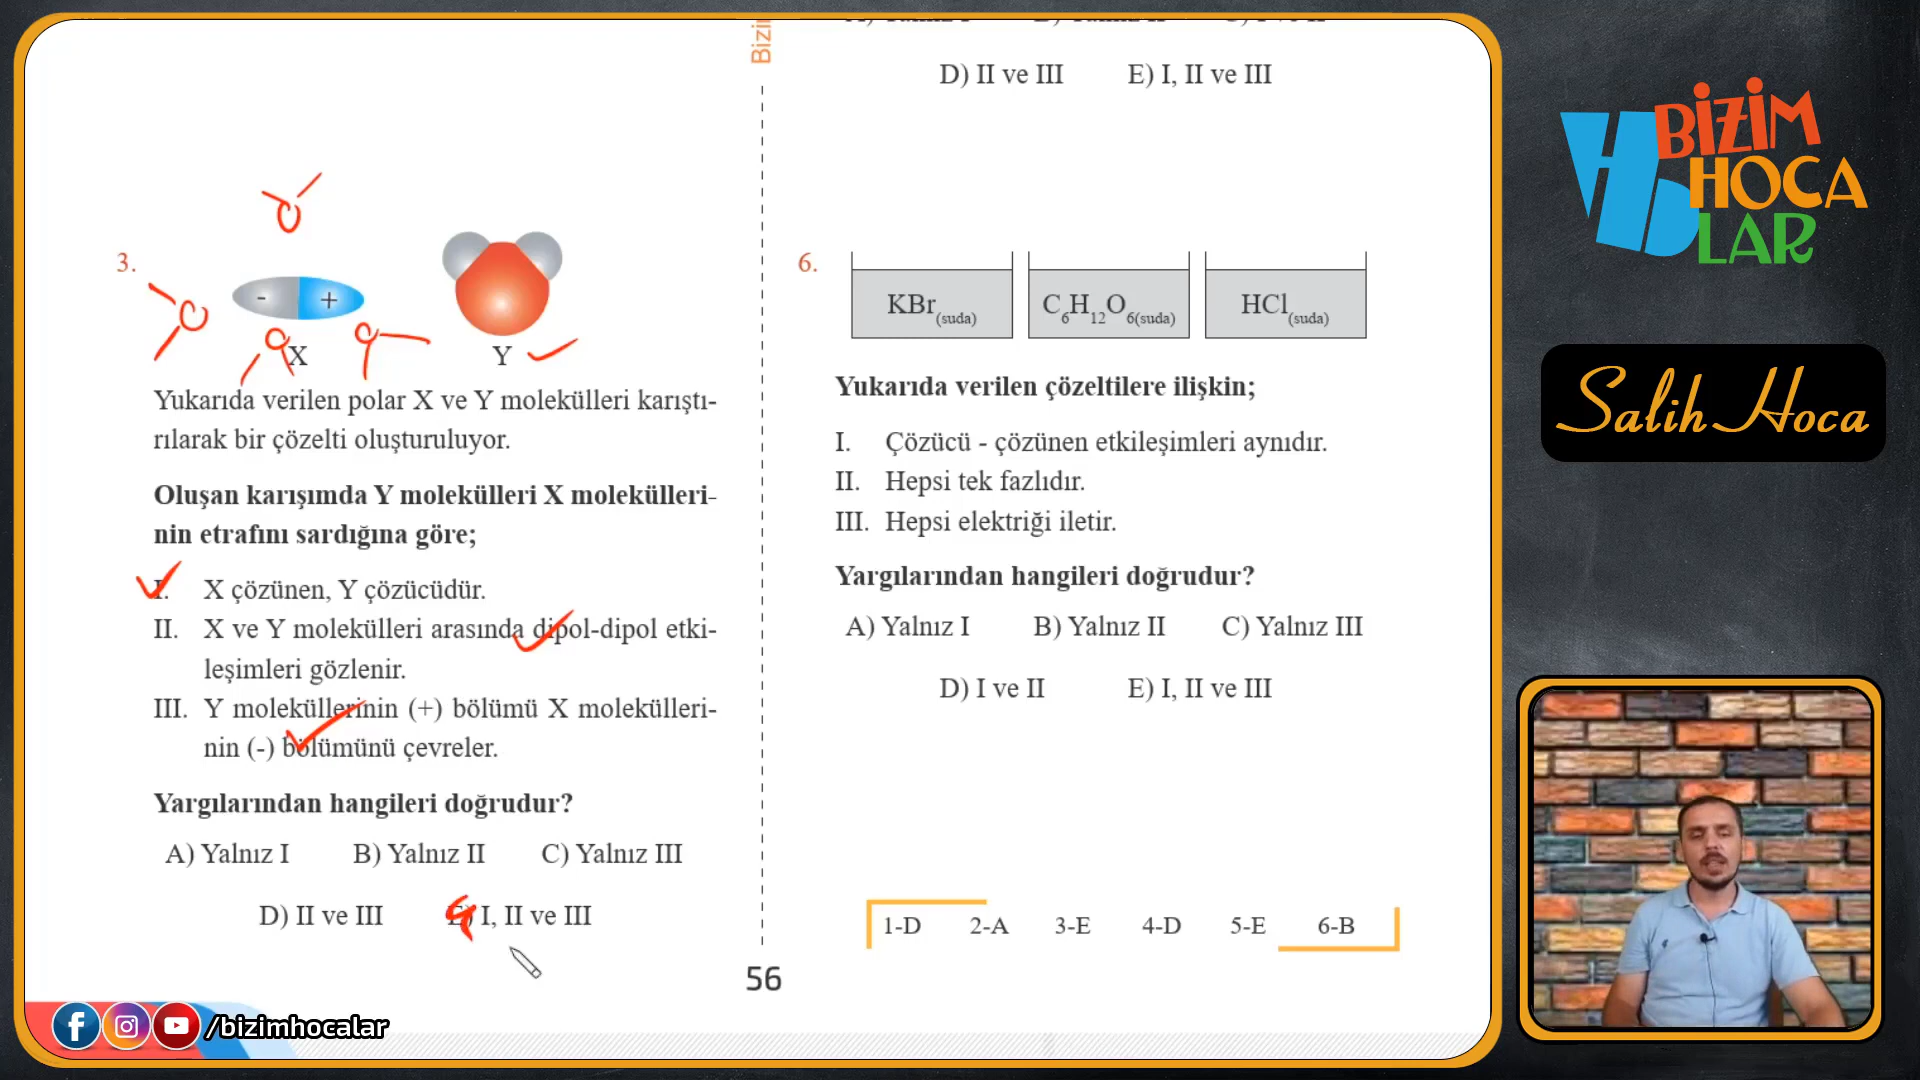 Bizi
D) II ve III E) I, II ve III
3.
- +
X Y
Yukarıda verilen polar X ve Y molekülleri karıştı-
rılarak bir çözelti oluşturuluyor.
Oluşan karışımda Y molekülleri X molekülleri-
nin etrafını sardığına göre;
I. X çözünen, Y çözücüdür.
II. X ve Y molekülleri arasında dipol-dipol etki-
leşimleri gözlenir.
III. Y moleküllerinin (+) bölümü X molekülleri-
nin (-) bölümünü çevreler.
Yargılarından hangileri doğrudur?
A) Yalnız I B) Yalnız II C) Yalnız III
D) II ve III E) I, II ve III
6.
KBr(suda) C6H12O6(suda) HCl(suda)
Yukarıda verilen çözeltilere ilişkin;
I. Çözücü - çözünen etkileşimleri aynıdır.
II. Hepsi tek fazlıdır.
III. Hepsi elektriği iletir.
Yargılarından hangileri doğrudur?
A) Yalnız I B) Yalnız II C) Yalnız III
D) I ve II E) I, II ve III
1-D 2-A 3-E 4-D 5-E 6-B
56
/bizimhocalar
BİZİM
HOCA
LAR
Salih Hoca